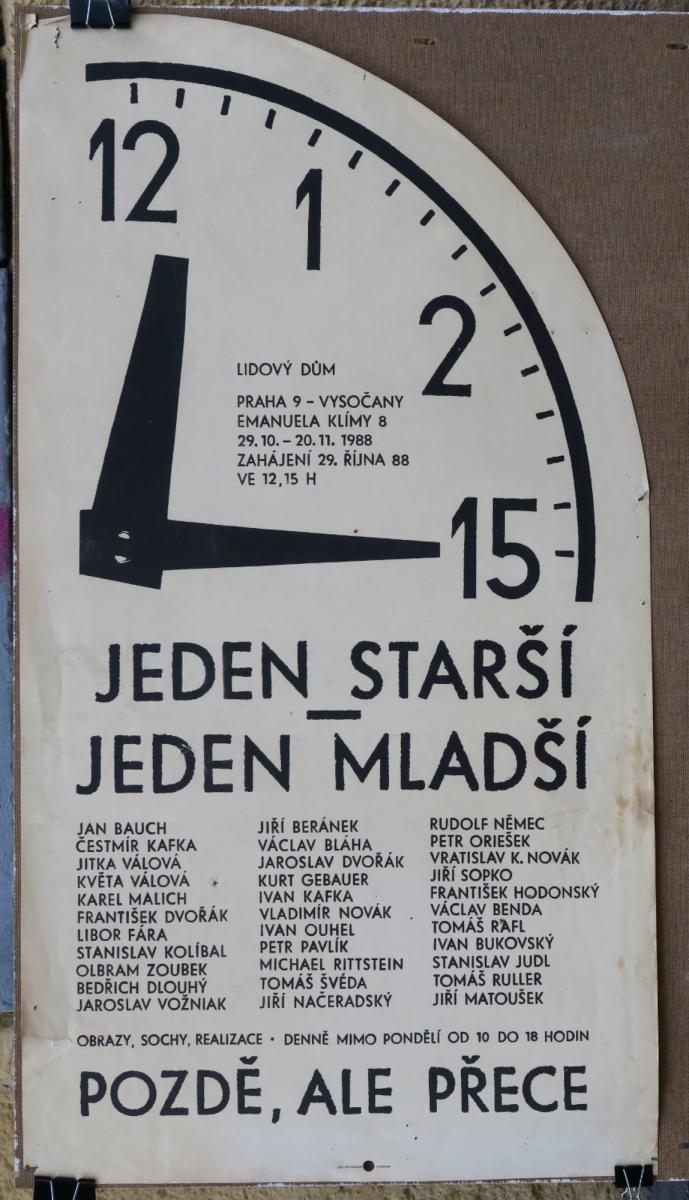 12
1
2
15
LIDOVÝ DŮM
PRAHA 9 – VYSOČANY
EMANUELA KLÍMY 8
29.10. – 20.11. 1988
ZAHÁJENÍ 29. ŘÍJNA 88
VE 12,15 H
JEDEN STARŠÍ
—
JEDEN MLADŠÍ
JAN BAUCH
ČESTMÍR KAFKA
JITKA VÁLOVÁ
KVĚTA VÁLOVÁ
KAREL MALICH
FRANTIŠEK DVOŘÁK
LIBOR FÁRA
STANISLAV KOLÍBAL
OLBRAM ZOUBEK
BEDŘICH DLOUHÝ
JAROSLAV VOŽNIAK
JIŘÍ BERÁNEK
VÁCLAV BLÁHA
JAROSLAV DVOŘÁK
KURT GEBAUER
IVAN KAFKA
VLADIMÍR NOVÁK
IVAN OUHEL
PETR PAVLÍK
MICHAEL RITTSTEIN
TOMÁŠ ŠVÉDA
JIŘÍ NAČERADSKÝ
RUDOLF NĚMEC
PETR ORIEŠEK
VRATISLAV K. NOVÁK
JIŘÍ SOPKO
FRANTIŠEK HODONSKÝ
VÁCLAV BENDA
TOMÁŠ RAFL
IVAN BUKOVSKÝ
STANISLAV JUDL
TOMÁŠ RULLER
JIŘÍ MATOUŠEK
OBRAZY, SOCHY, REALIZACE • DENNĚ MIMO PONDĚLÍ OD 10 DO 18 HODIN
POZDĚ, ALE PŘECE